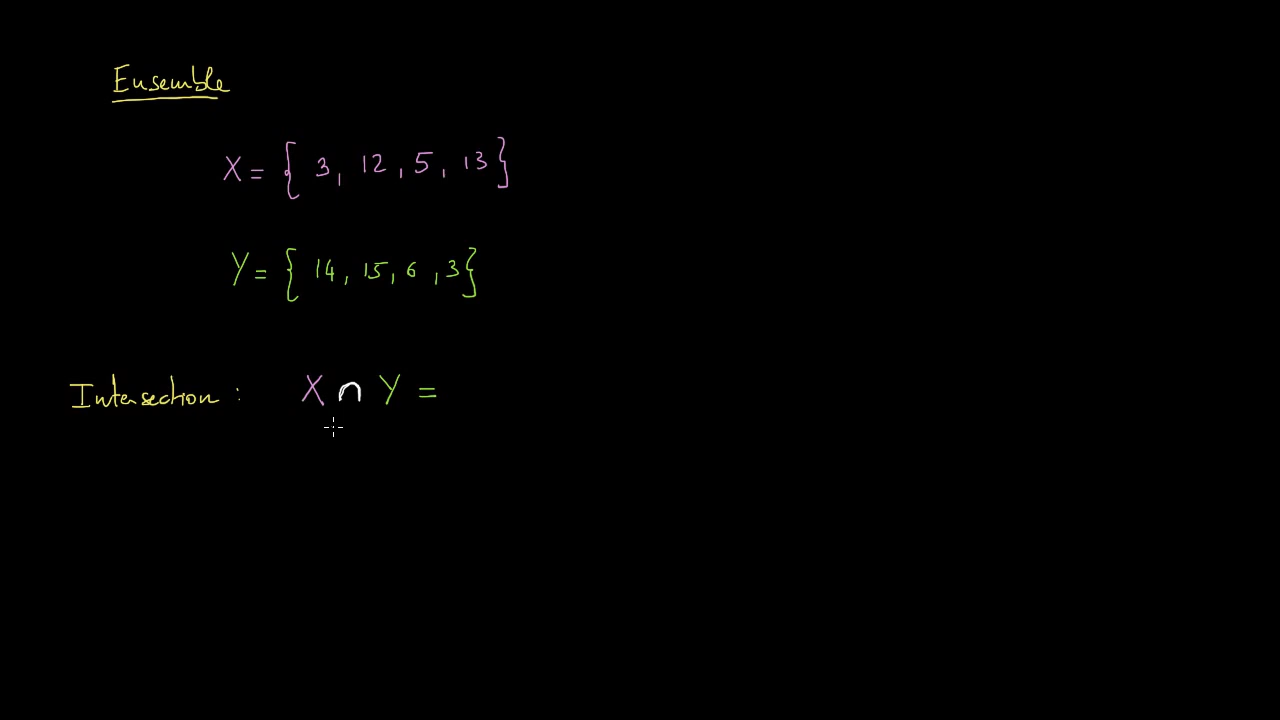 Ensemble
X = { 3, 12, 5, 13}
Y = { 14, 15, 6, 3}
Intersection : X ∩ Y =